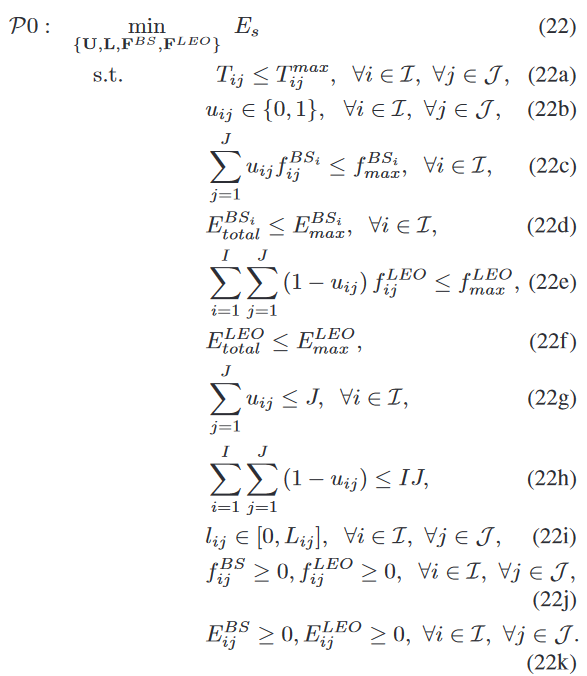 𝒫0 : min_{{𝐔,𝐋,𝐅^{BS},𝐅^{LEO}}} E_s (22)
s.t. T_{ij} ≤ T_{ij}^{max}, ∀i ∈ ℐ, ∀j ∈ 𝒥, (22a)
u_{ij} ∈ {0, 1}, ∀i ∈ ℐ, ∀j ∈ 𝒥, (22b)
∑_{j=1}^{J} u_{ij} f_{ij}^{BS_i} ≤ f_{max}^{BS_i}, ∀i ∈ ℐ, (22c)
E_{total}^{BS_i} ≤ E_{max}^{BS_i}, ∀i ∈ ℐ, (22d)
∑_{i=1}^{I} ∑_{j=1}^{J} (1 − u_{ij}) f_{ij}^{LEO} ≤ f_{max}^{LEO}, (22e)
E_{total}^{LEO} ≤ E_{max}^{LEO}, (22f)
∑_{j=1}^{J} u_{ij} ≤ J, ∀i ∈ ℐ, (22g)
∑_{i=1}^{I} ∑_{j=1}^{J} (1 − u_{ij}) ≤ IJ, (22h)
l_{ij} ∈ [0, L_{ij}], ∀i ∈ ℐ, ∀j ∈ 𝒥, (22i)
f_{ij}^{BS} ≥ 0, f_{ij}^{LEO} ≥ 0, ∀i ∈ ℐ, ∀j ∈ 𝒥,
(22j)
E_{ij}^{BS} ≥ 0, E_{ij}^{LEO} ≥ 0, ∀i ∈ ℐ, ∀j ∈ 𝒥.
(22k)